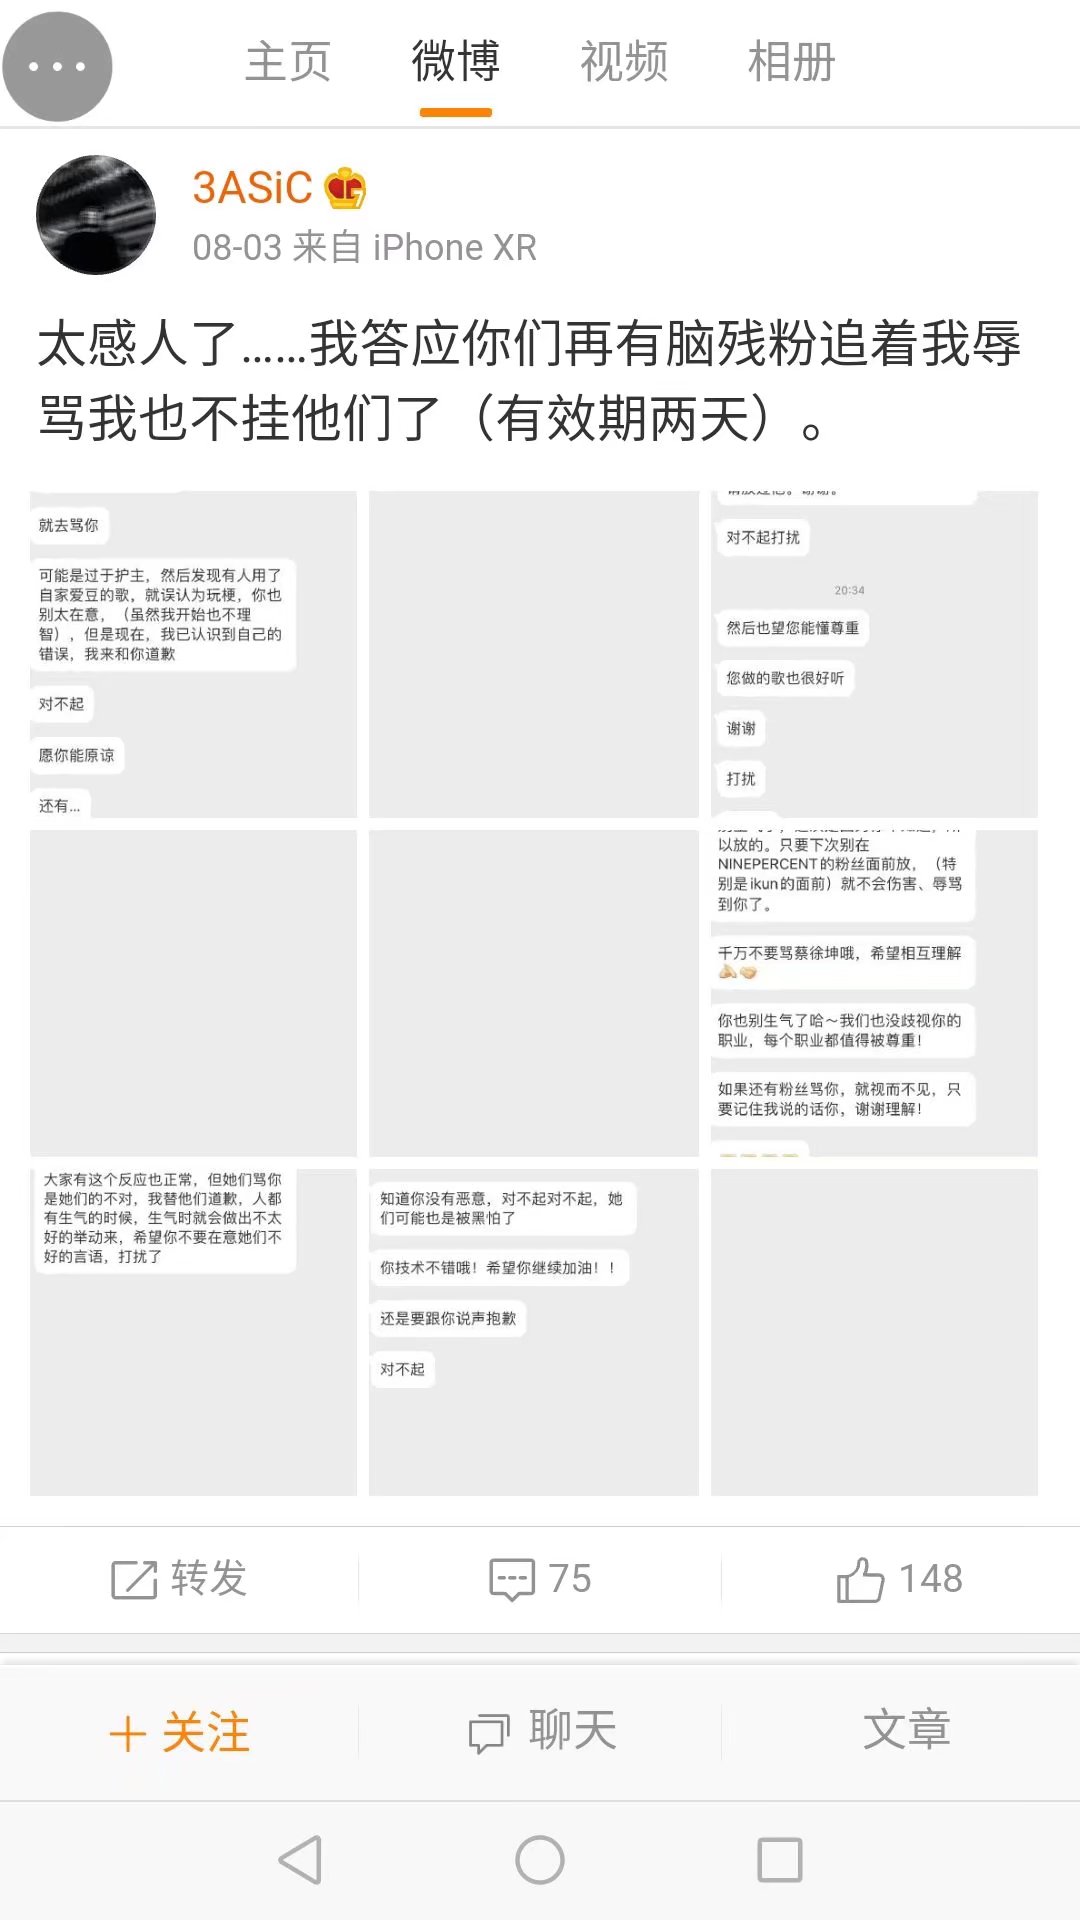 主页 微博 视频 相册
3ASiC
08-03 来自 iPhone XR
太感人了......我答应你们再有脑残粉追着我辱
骂我也不挂他们了（有效期两天）。
就去骂你
可能是过于护主，然后发现有人用了
自家爱豆的歌，就误认为玩梗，你也
别太在意，（虽然我开始也不理
智），但是现在，我已认识到自己的
错误，我来和你道歉
对不起
愿你能原谅
还有...
对不起打扰
20:34
然后也望您能懂尊重
您做的歌也很好听
谢谢
打扰
以放的。只要下次别在
NINEPERCENT的粉丝面前放，（特
别是ikun的面前）就不会伤害、辱骂
到你了。
千万不要骂蔡徐坤哦，希望相互理解
你也别生气了哈～我们也没歧视你的
职业，每个职业都值得被尊重！
如果还有粉丝骂你，就视而不见，只
要记住我说的话你，谢谢理解！
大家有这个反应也正常，但她们骂你
是她们的不对，我替他们道歉，人都
有生气的时候，生气时就会做出不太
好的举动来，希望你不要在意她们不
好的言语，打扰了
知道你没有恶意，对不起对不起，她
们可能也是被黑怕了
你技术不错哦！希望你继续加油！！
还是要跟你说声抱歉
对不起
转发 75 148
关注 聊天 文章